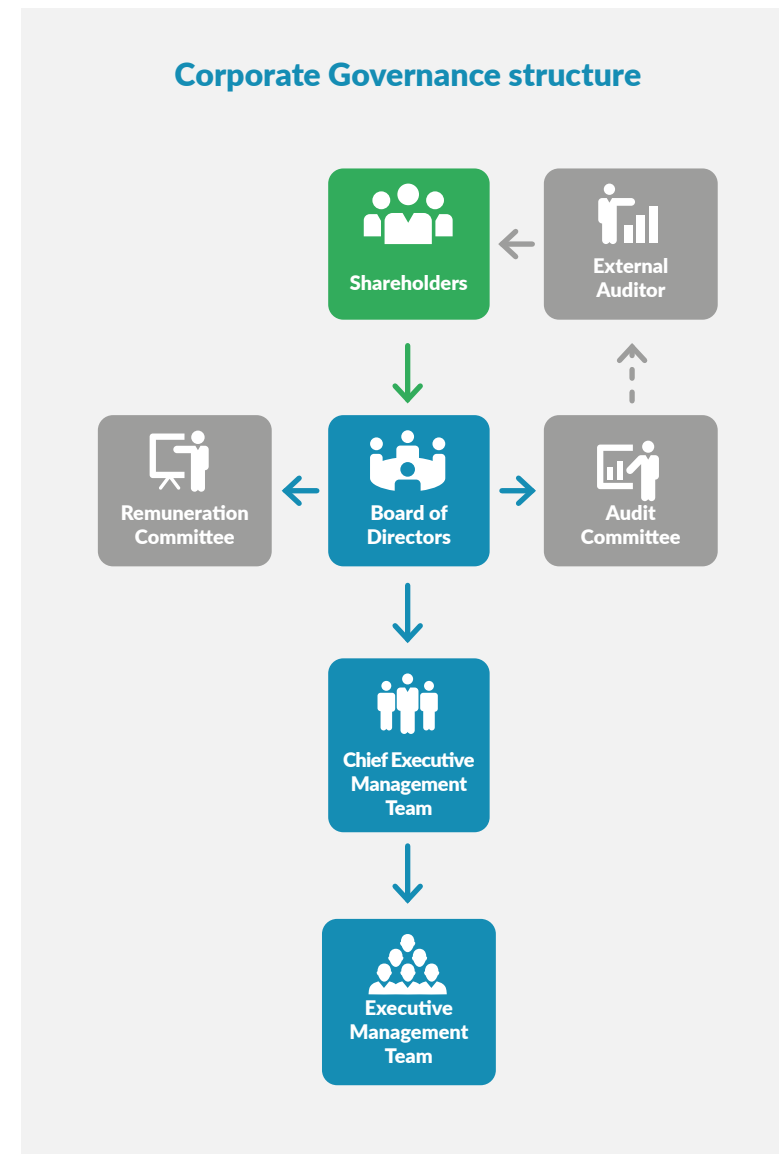 Corporate Governance structure
Shareholders
External
Auditor
Remuneration
Committee
Board of
Directors
Audit
Committee
Chief Executive
Management
Team
Executive
Management
Team